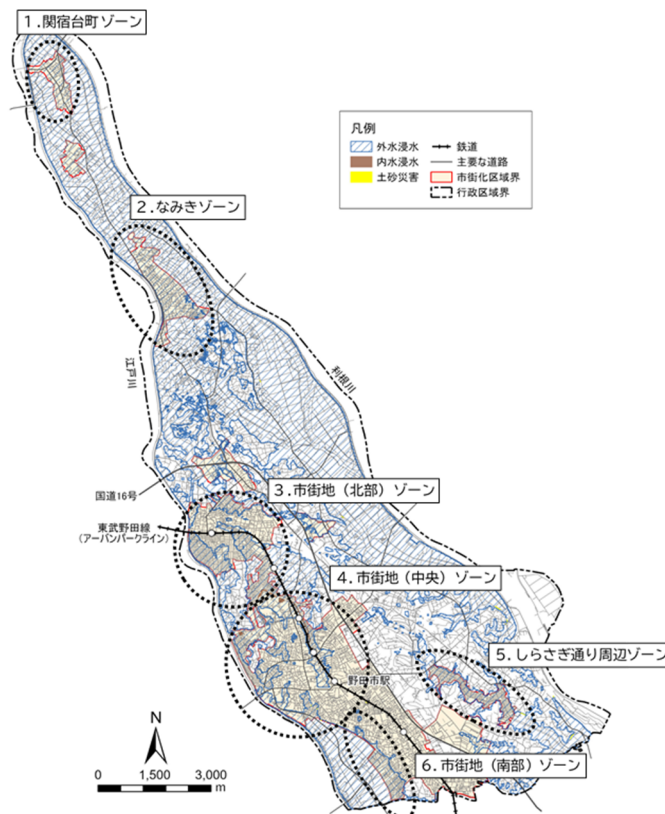 1.関宿台町ゾーン
凡例
外水浸水
鉄道
内水浸水
主要な道路
土砂災害
市街化区域界
行政区域界
2.なみきゾーン
江戸川
利根川
国道16号
3.市街地（北部）ゾーン
東武野田線
（アーバンパークライン）
4.市街地（中央）ゾーン
5.しらさぎ通り周辺ゾーン
野田市駅
N
6.市街地（南部）ゾーン
0 1,500 3,000
m